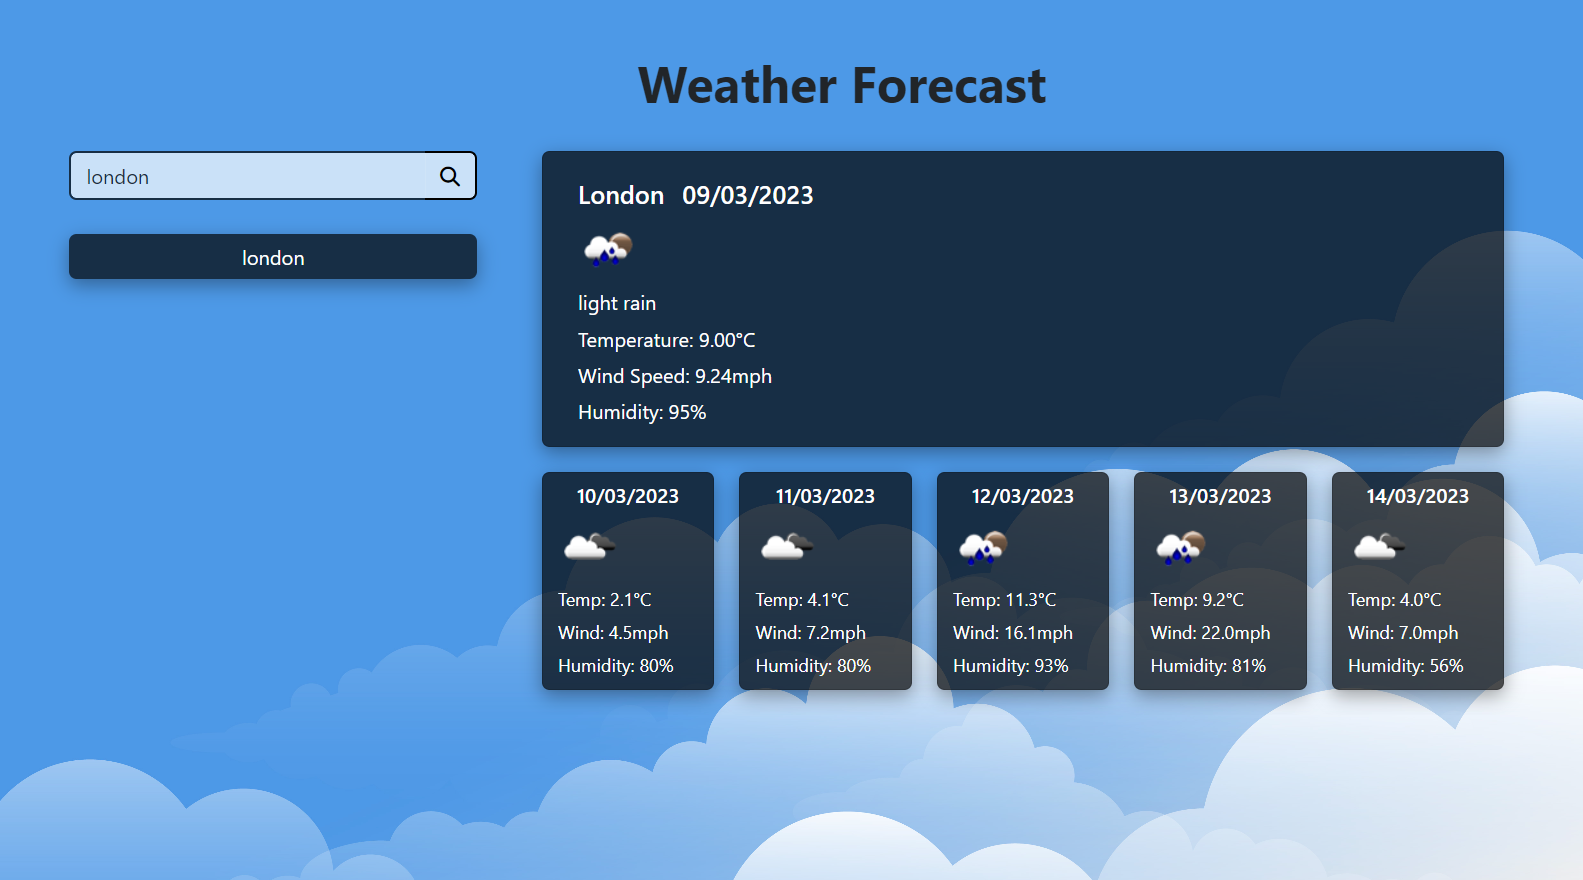 Weather Forecast
london
london
London 09/03/2023
light rain
Temperature: 9.00°C
Wind Speed: 9.24mph
Humidity: 95%
10/03/2023
Temp: 2.1°C
Wind: 4.5mph
Humidity: 80%
11/03/2023
Temp: 4.1°C
Wind: 7.2mph
Humidity: 80%
12/03/2023
Temp: 11.3°C
Wind: 16.1mph
Humidity: 93%
13/03/2023
Temp: 9.2°C
Wind: 22.0mph
Humidity: 81%
14/03/2023
Temp: 4.0°C
Wind: 7.0mph
Humidity: 56%